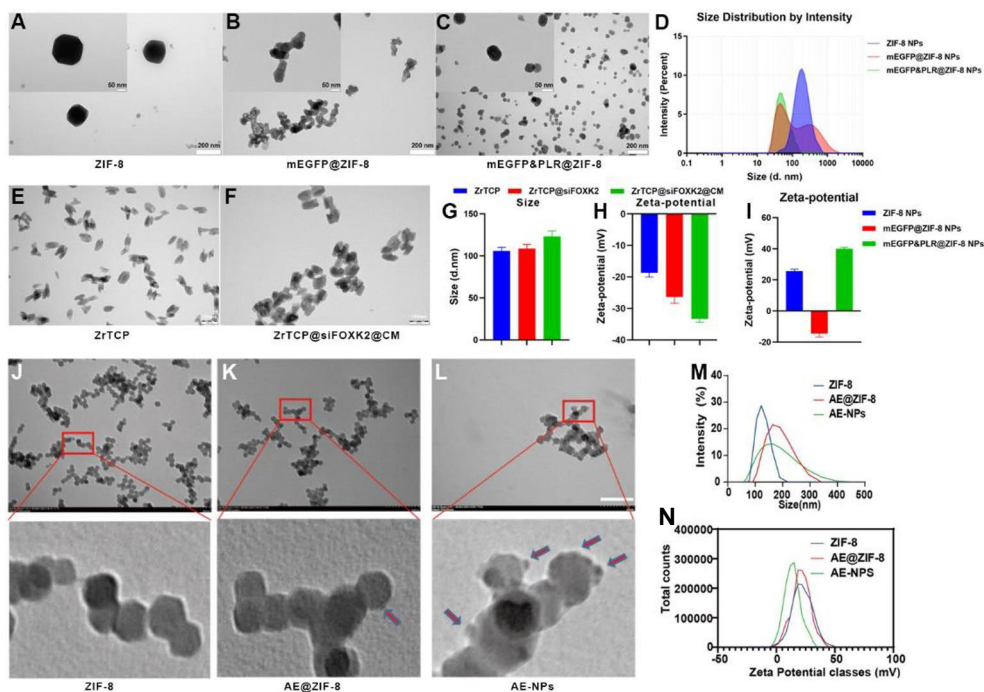 A
50 nm
200 nm
ZIF-8
B
50 nm
200 nm
mEGFP@ZIF-8
C
50 nm
200 nm
mEGFP&PLR@ZIF-8
D
Size Distribution by Intensity
Intensity (Percent)
15
10
5
0
0.1
1
10
100
1000
10000
Size (d. nm)
ZIF-8 NPs
mEGFP@ZIF-8 NPs
mEGFP&PLR@ZIF-8 NPs
E
ZrTCP
F
ZrTCP@siFOXK2@CM
ZrTCP
ZrTCP@siFOXK2
ZrTCP@siFOXK2@CM
G
Size
Size (d.nm)
150
100
50
0
H
Zeta-potential
Zeta-potential (mV)
0
-10
-20
-30
-40
I
Zeta-potential
Zeta-potential (mV)
60
40
20
0
-20
ZIF-8 NPs
mEGFP@ZIF-8 NPs
mEGFP&PLR@ZIF-8 NPs
J
ZIF-8
K
AE@ZIF-8
L
AE-NPs
M
Intensity (%)
40
30
20
10
0
0
100
200
300
400
500
Size(nm)
ZIF-8
AE@ZIF-8
AE-NPs
N
Total counts
400000
300000
200000
100000
0
-50
0
50
100
Zeta Potential classes (mV)
ZIF-8
AE@ZIF-8
AE-NPS